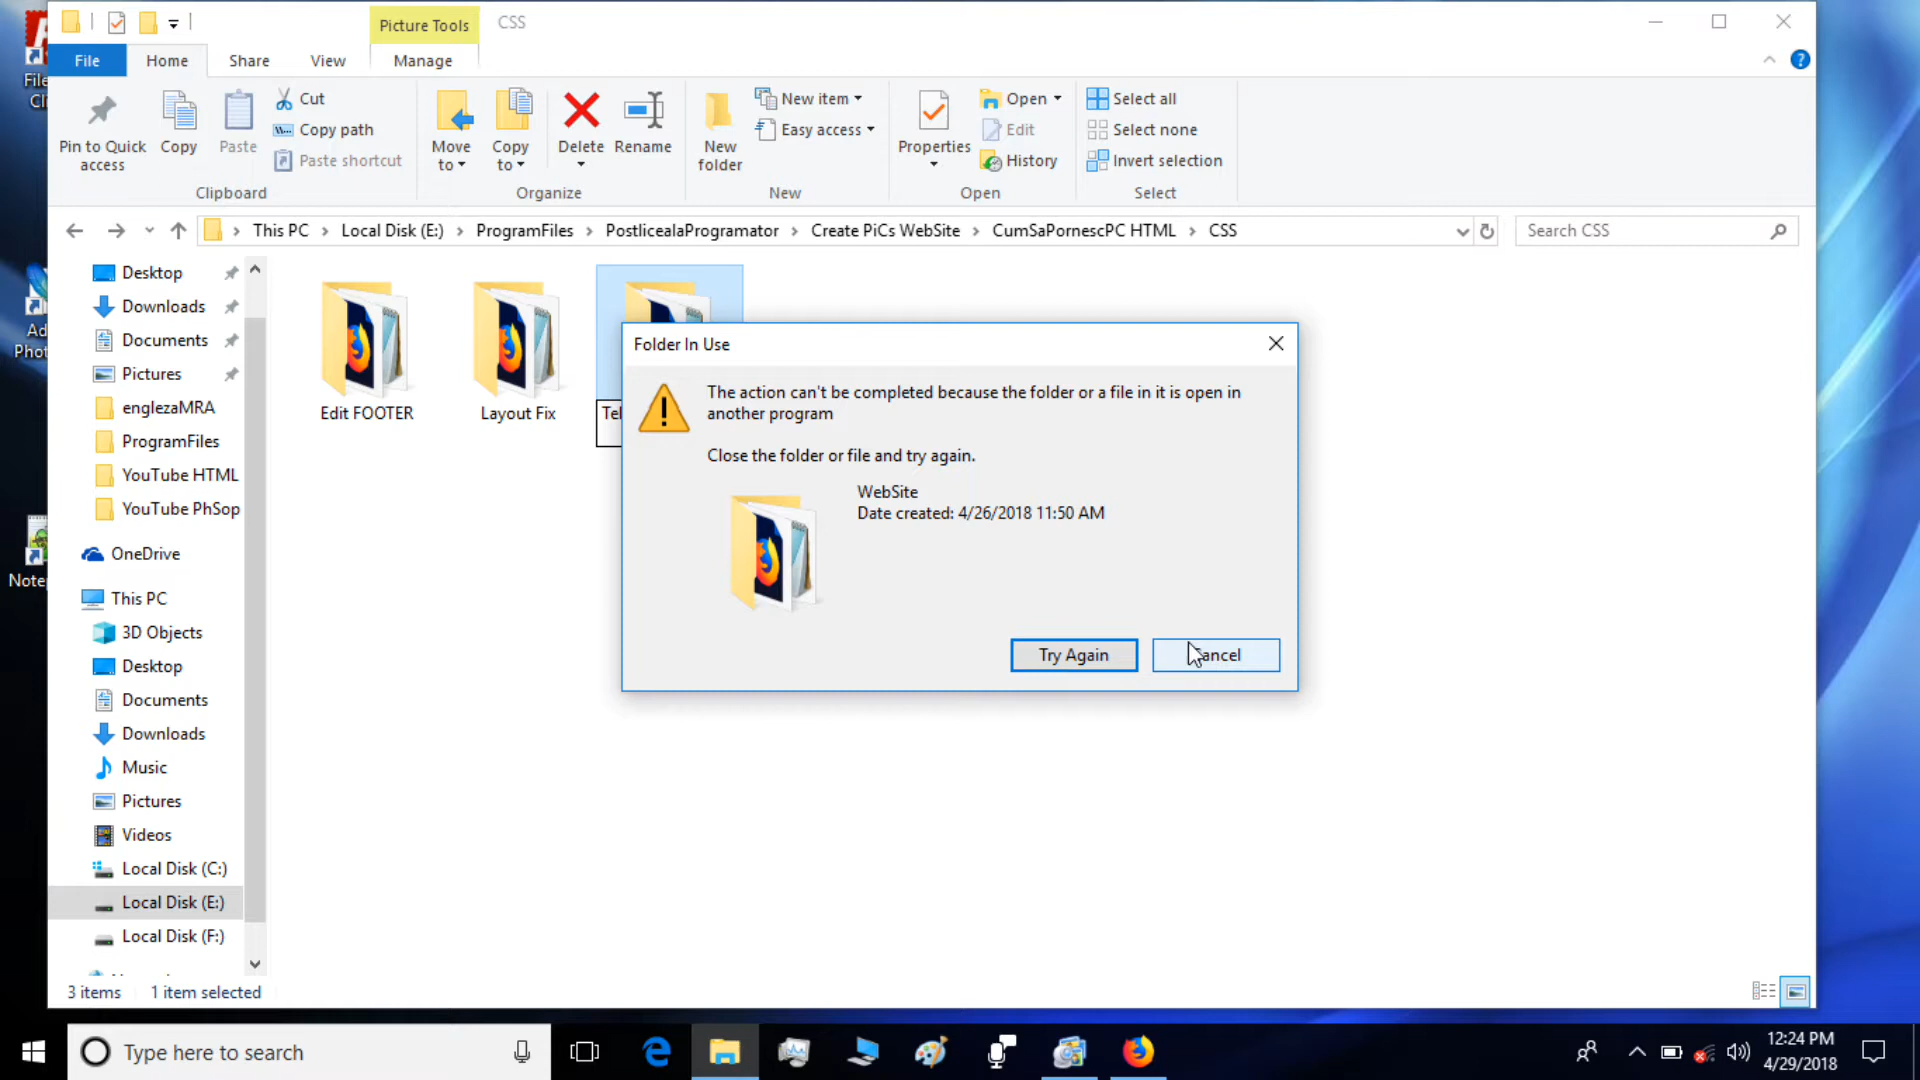 Picture Tools
CSS
File
Home
Share
View
Manage
Pin to Quick access
Copy
Paste
Cut
Copy path
Paste shortcut
Clipboard
Move to
Copy to
Delete
Rename
Organize
New folder
New item
Easy access
New
Properties
Open
Edit
History
Open
Select all
Select none
Invert selection
Select
This PC
Local Disk (E:)
ProgramFiles
PostlicealaProgramator
Create PiCs WebSite
CumSaPornescPC HTML
CSS
Search CSS
Desktop
Downloads
Documents
Pictures
englezaMRA
ProgramFiles
YouTube HTML
YouTube PhSop
OneDrive
This PC
3D Objects
Desktop
Documents
Downloads
Music
Pictures
Videos
Local Disk (C:)
Local Disk (E:)
Local Disk (F:)
Edit FOOTER
Layout Fix
Folder In Use
The action can't be completed because the folder or a file in it is open in
another program
Close the folder or file and try again.
WebSite
Date created: 4/26/2018 11:50 AM
Try Again
Cancel
3 items
1 item selected
Type here to search
12:24 PM
4/29/2018